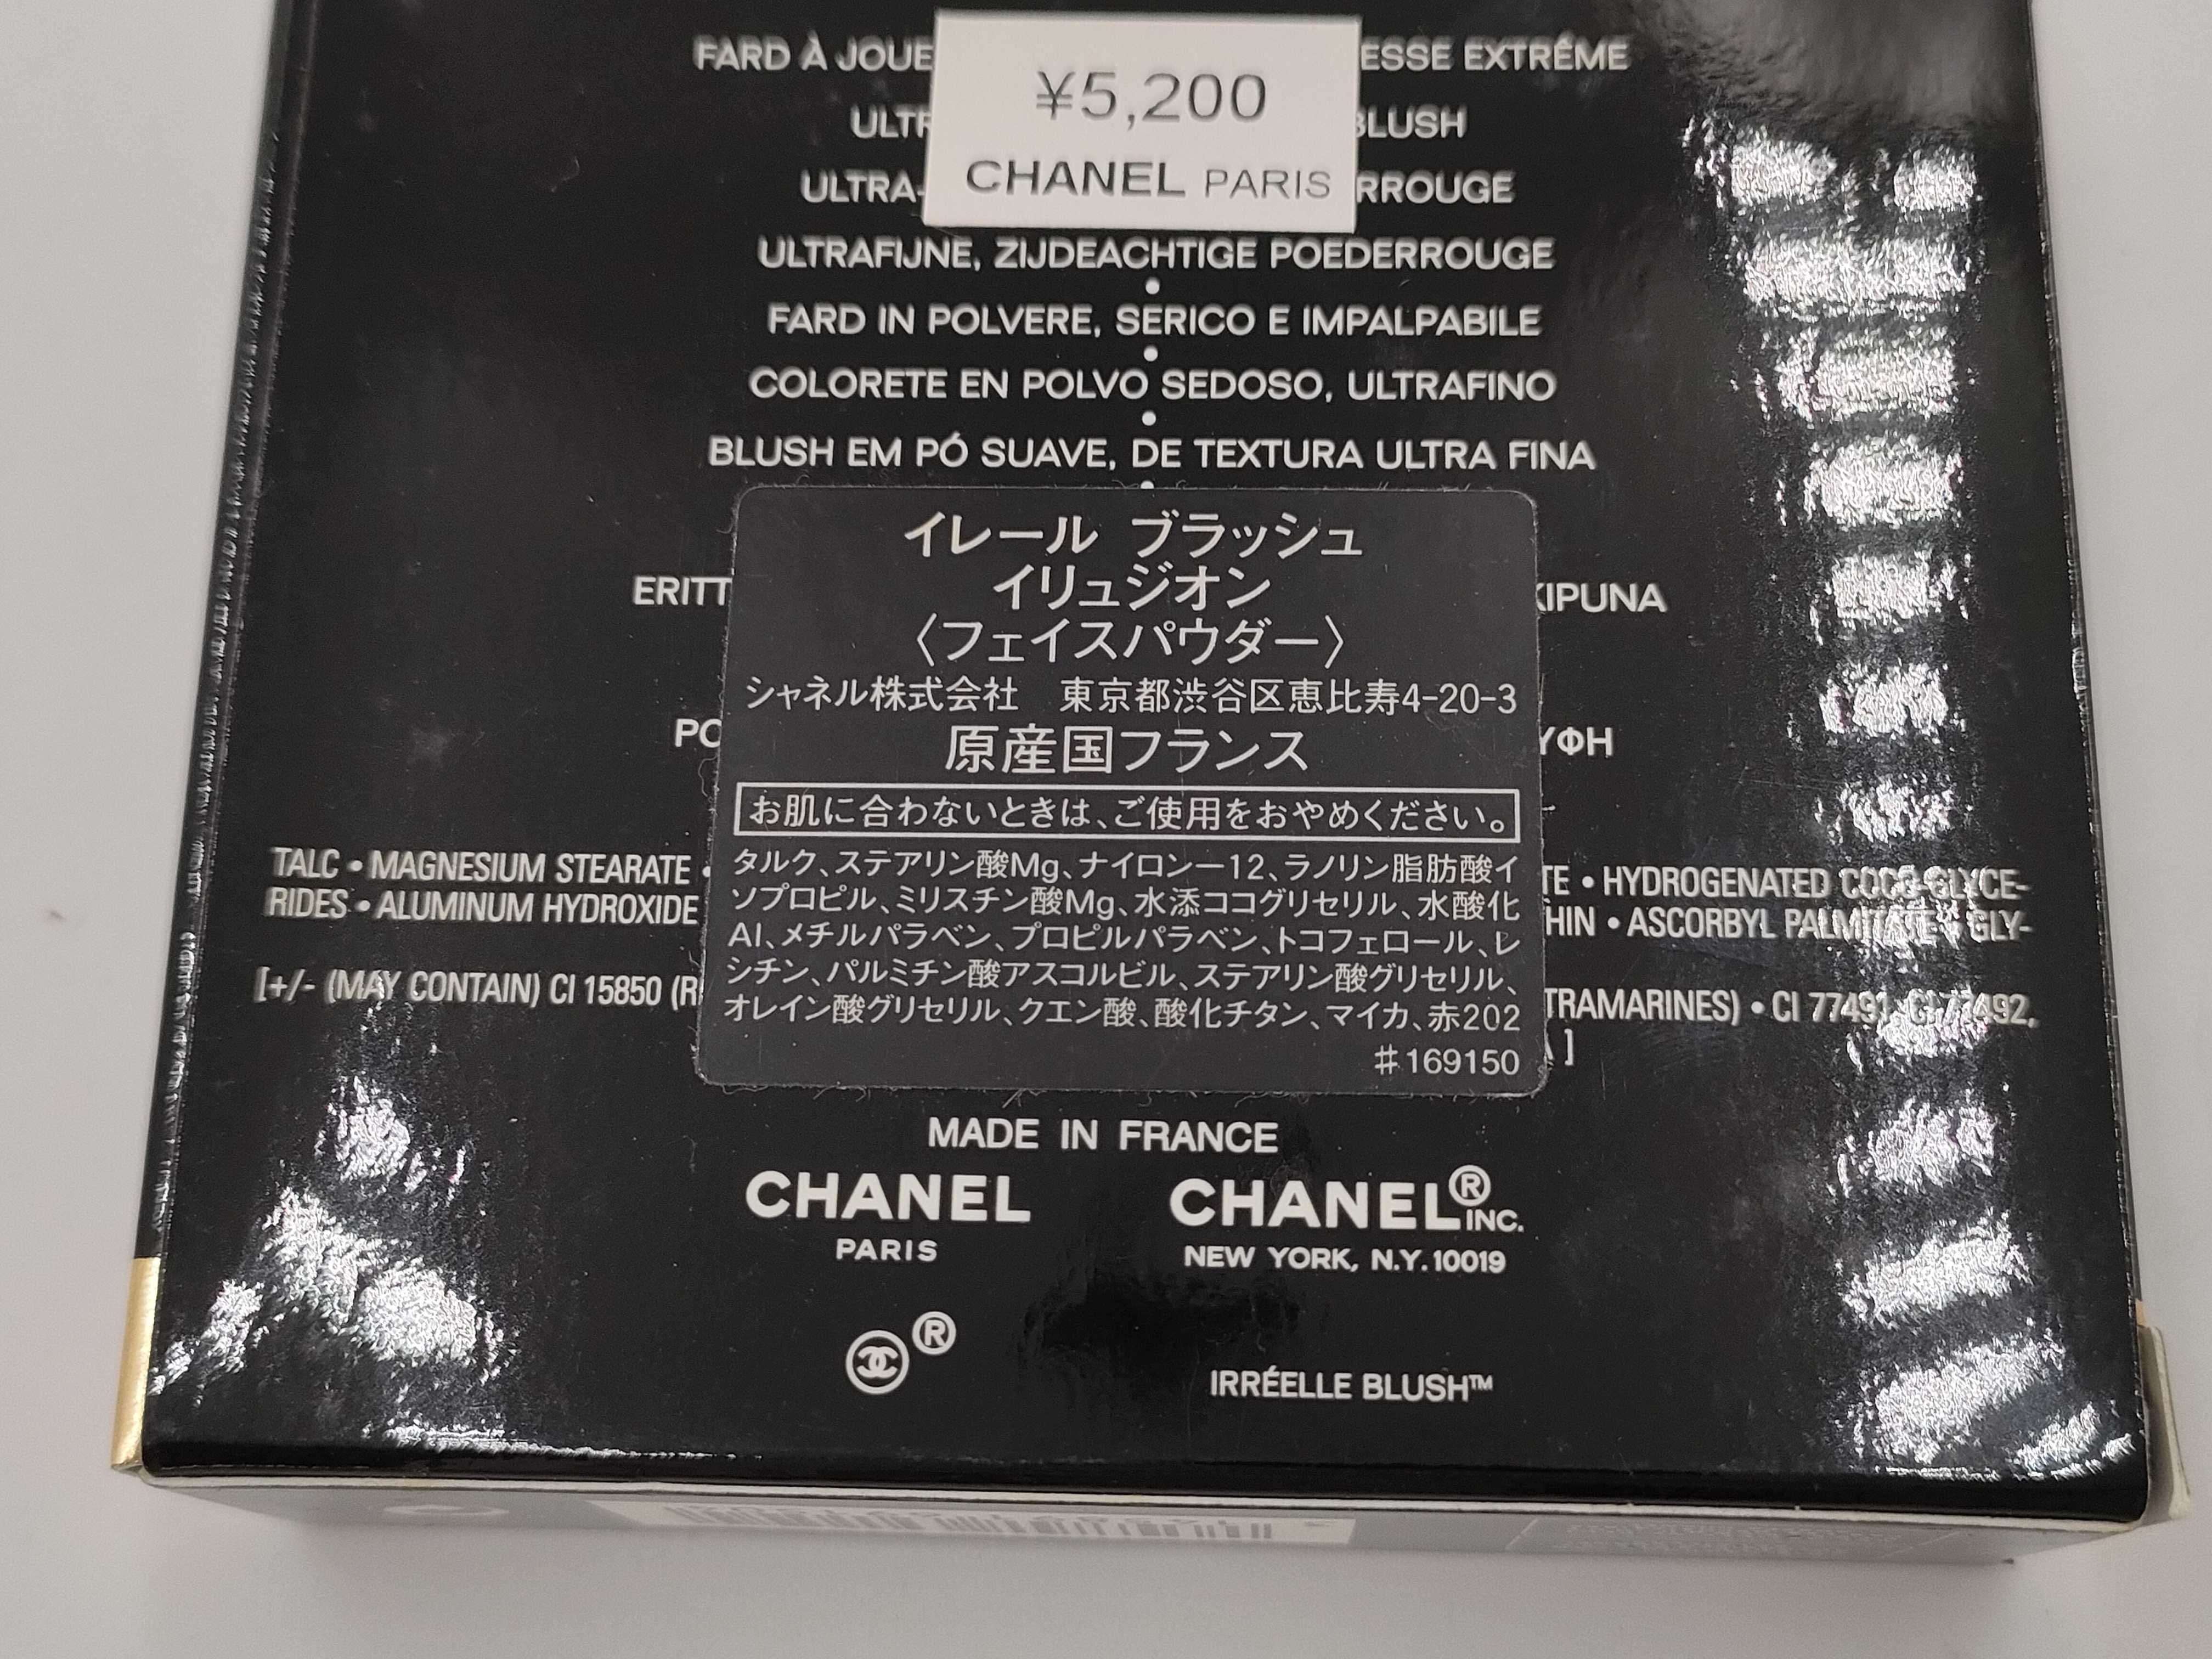 FARD À JOUE ESSE EXTRÊME
¥5,200
BLUSH
CHANEL PARIS
ULTRAFIJNE, ZIJDEACHTIGE POEDERROUGE
FARD IN POLVERE, SERICO E IMPALPABILE
COLORETE EN POLVO SEDOSO, ULTRAFINO
BLUSH EM PÓ SUAVE, DE TEXTURA ULTRA FINA
イレール ブラッシュ
イリュジオン
〈フェイスパウダー〉
シャネル株式会社 東京都渋谷区恵比寿4-20-3
原産国フランス
お肌に合わないときは、ご使用をおやめください。
タルク、ステアリン酸Mg、ナイロンー12、ラノリン脂肪酸イ
ソプロピル、ミリスチン酸Mg、水添ココグリセリル、水酸化
Al、メチルパラベン、プロピルパラベン、トコフェロール、レ
シチン、パルミチン酸アスコルビル、ステアリン酸グリセリル、
オレイン酸グリセリル、クエン酸、酸化チタン、マイカ、赤202
♯169150
TALC • MAGNESIUM STEARATE • TE • HYDROGENATED COCO-GLYCE-
RIDES • ALUMINUM HYDROXIDE THIN • ASCORBYL PALMITATE • GLY-
[+/- (MAY CONTAIN) CI 15850 (R TRAMARINES) • CI 77491, CI 77492,
]
MADE IN FRANCE
CHANEL CHANEL® INC.
PARIS NEW YORK, N.Y. 10019
®
IRRÉELLE BLUSH™